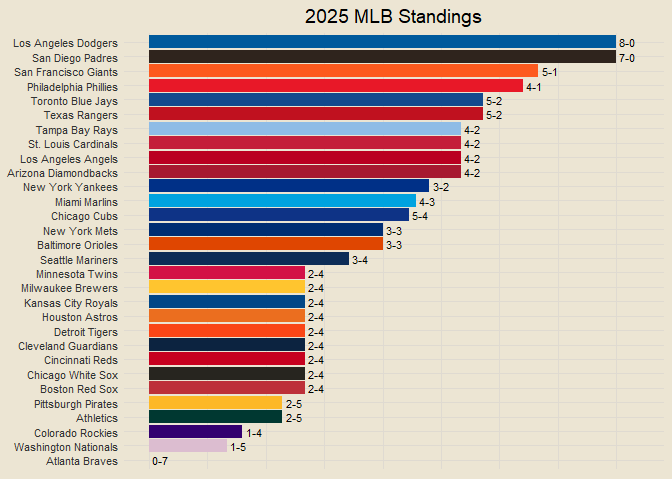 2025 MLB Standings
Los Angeles Dodgers 8-0
San Diego Padres 7-0
San Francisco Giants 5-1
Philadelphia Phillies 4-1
Toronto Blue Jays 5-2
Texas Rangers 5-2
Tampa Bay Rays 4-2
St. Louis Cardinals 4-2
Los Angeles Angels 4-2
Arizona Diamondbacks 4-2
New York Yankees 3-2
Miami Marlins 4-3
Chicago Cubs 5-4
New York Mets 3-3
Baltimore Orioles 3-3
Seattle Mariners 3-4
Minnesota Twins 2-4
Milwaukee Brewers 2-4
Kansas City Royals 2-4
Houston Astros 2-4
Detroit Tigers 2-4
Cleveland Guardians 2-4
Cincinnati Reds 2-4
Chicago White Sox 2-4
Boston Red Sox 2-4
Pittsburgh Pirates 2-5
Athletics 2-5
Colorado Rockies 1-4
Washington Nationals 1-5
Atlanta Braves 0-7